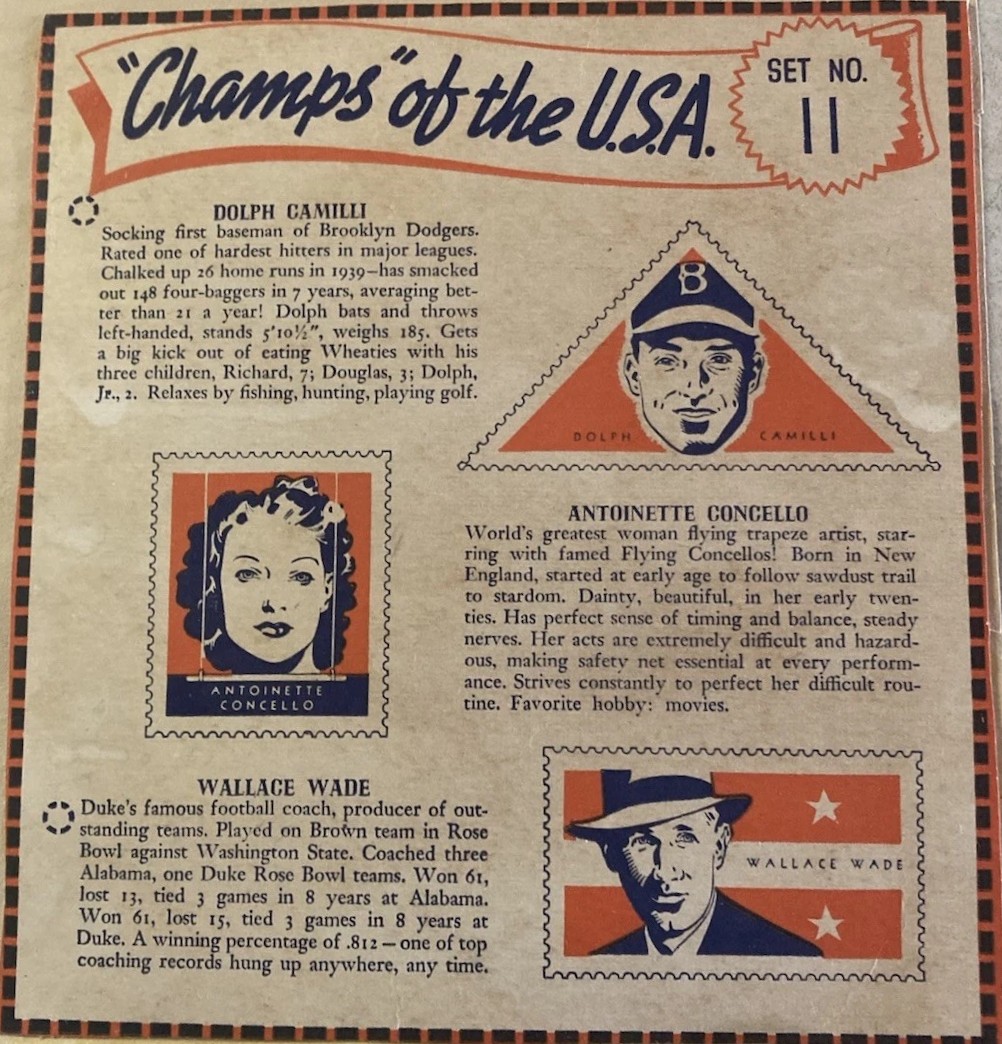 "Champs" of the U.S.A.
SET NO.
11
DOLPH CAMILLI
Socking first baseman of Brooklyn Dodgers.
Rated one of hardest hitters in major leagues.
Chalked up 26 home runs in 1939—has smacked
out 148 four-baggers in 7 years, averaging bet-
ter than 21 a year! Dolph bats and throws
left-handed, stands 5'10½", weighs 185. Gets
a big kick out of eating Wheaties with his
three children, Richard, 7; Douglas, 3; Dolph,
Jr., 2. Relaxes by fishing, hunting, playing golf.
B
DOLPH CAMILLI
ANTOINETTE
CONCELLO
ANTOINETTE CONCELLO
World's greatest woman flying trapeze artist, star-
ring with famed Flying Concellos! Born in New
England, started at early age to follow sawdust trail
to stardom. Dainty, beautiful, in her early twen-
ties. Has perfect sense of timing and balance, steady
nerves. Her acts are extremely difficult and hazard-
ous, making safety net essential at every perform-
ance. Strives constantly to perfect her difficult rou-
tine. Favorite hobby: movies.
WALLACE WADE
Duke's famous football coach, producer of out-
standing teams. Played on Brown team in Rose
Bowl against Washington State. Coached three
Alabama, one Duke Rose Bowl teams. Won 61,
lost 13, tied 3 games in 8 years at Alabama.
Won 61, lost 15, tied 3 games in 8 years at
Duke. A winning percentage of .812—one of top
coaching records hung up anywhere, any time.
WALLACE WADE